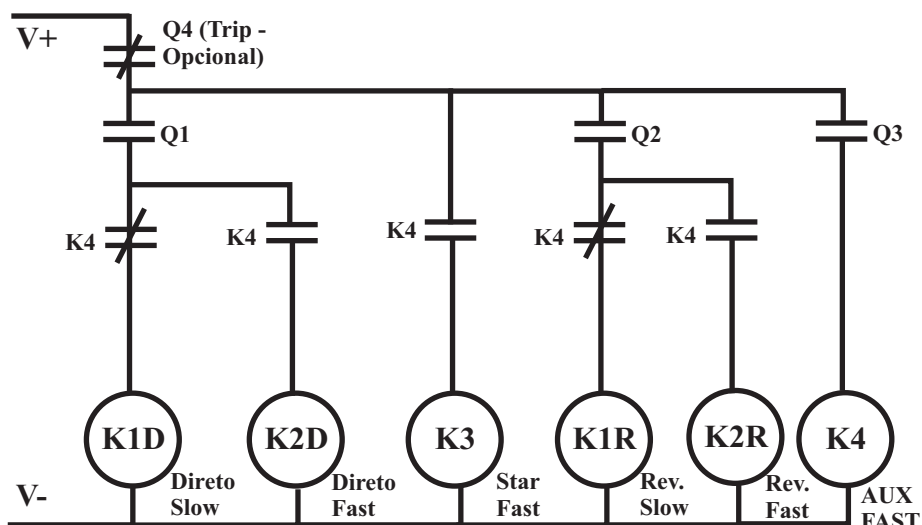 V+
Q4 (Trip -
Opcional)
Q1
Q2
Q3
K4
K4
K4
K4
K4
K1D
K2D
K3
K1R
K2R
K4
Direto
Slow
Direto
Fast
Star
Fast
Rev.
Slow
Rev.
Fast
AUX
FAST
V-